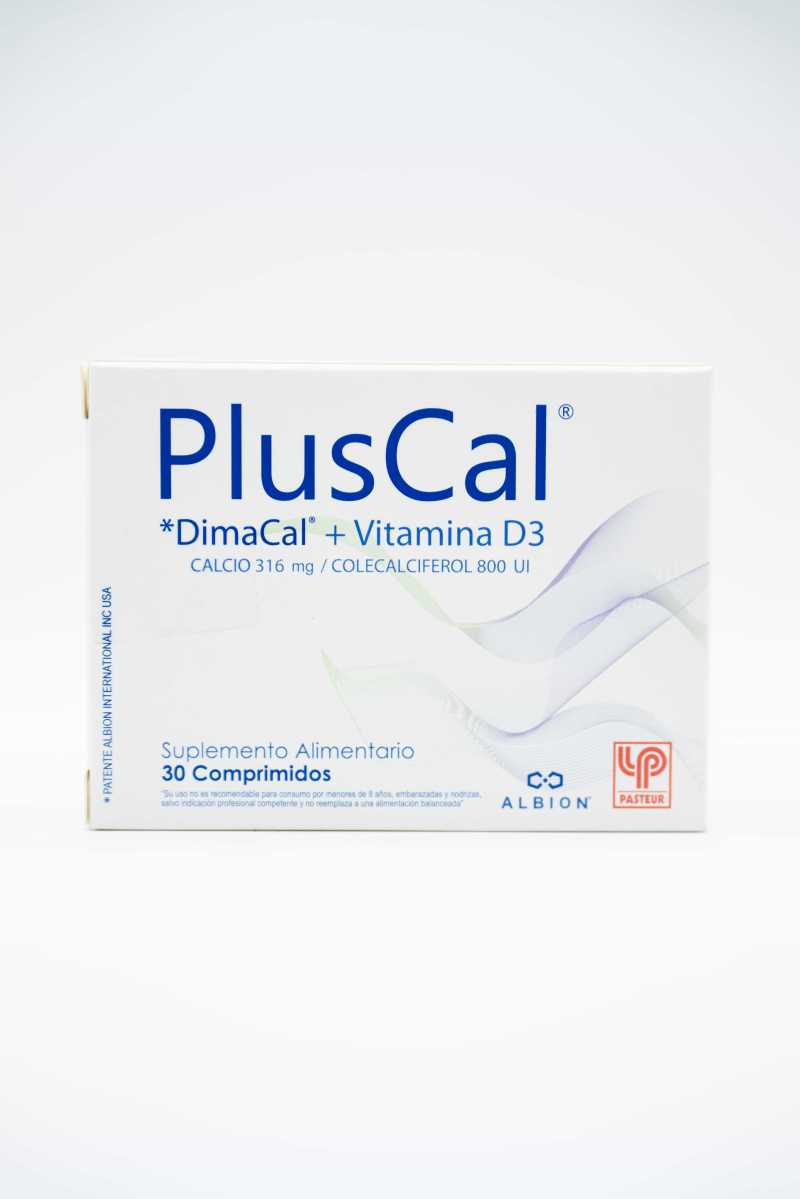 PlusCal®
*DimaCal® + Vitamina D3
CALCIO 316 mg / COLECALCIFEROL 800 UI
* PATENTE ALBION INTERNATIONAL INC USA
Suplemento Alimentario
30 Comprimidos
"Su uso no es recomendable para consumo por menores de 8 años, embarazadas y nodrizas,
salvo indicación profesional competente y no reemplaza a una alimentación balanceada"
ALBION
LP
PASTEUR